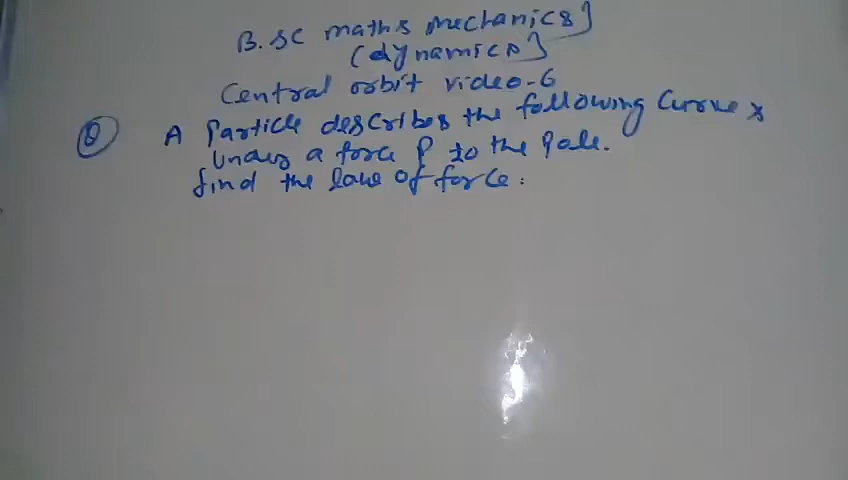 B.SC maths mechanics]
(dynamics]
Central orbit video-6
Q A Particle describes the following Curves
Under a force P to the Pole.
find the law of force: